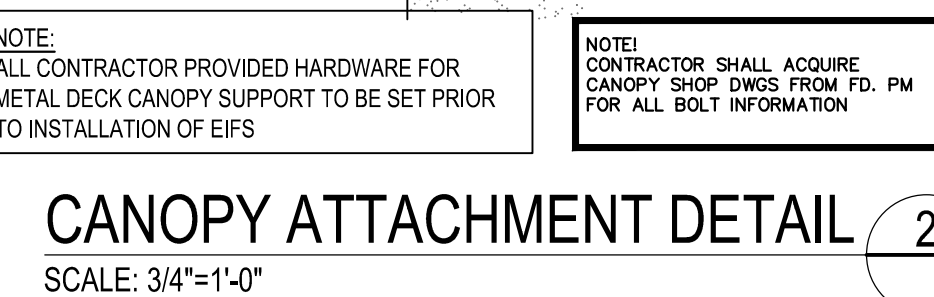 NOTE:
ALL CONTRACTOR PROVIDED HARDWARE FOR
METAL DECK CANOPY SUPPORT TO BE SET PRIOR
TO INSTALLATION OF EIFS
NOTE!
CONTRACTOR SHALL ACQUIRE
CANOPY SHOP DWGS FROM FD. PM
FOR ALL BOLT INFORMATION
CANOPY ATTACHMENT DETAIL
2
SCALE: 3/4"=1'-0"